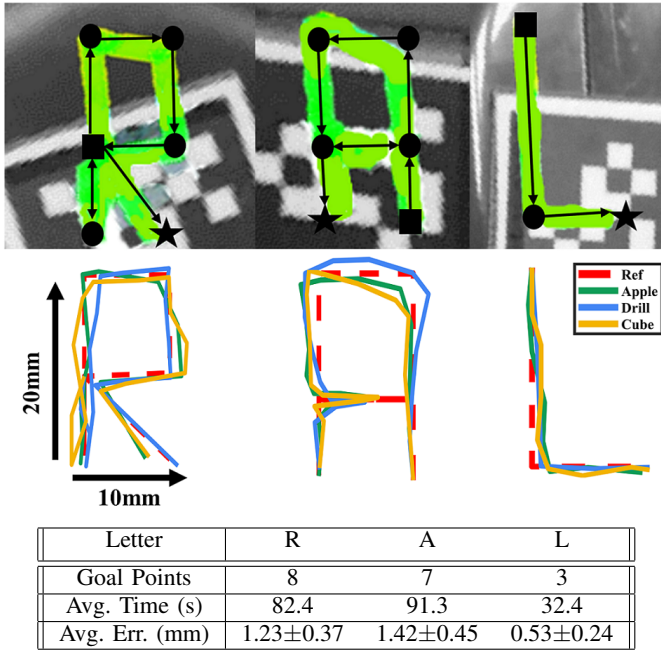 Ref
Apple
Drill
Cube
20mm
10mm
Letter R A L
Goal Points 8 7 3
Avg. Time (s) 82.4 91.3 32.4
Avg. Err. (mm) 1.23±0.37 1.42±0.45 0.53±0.24